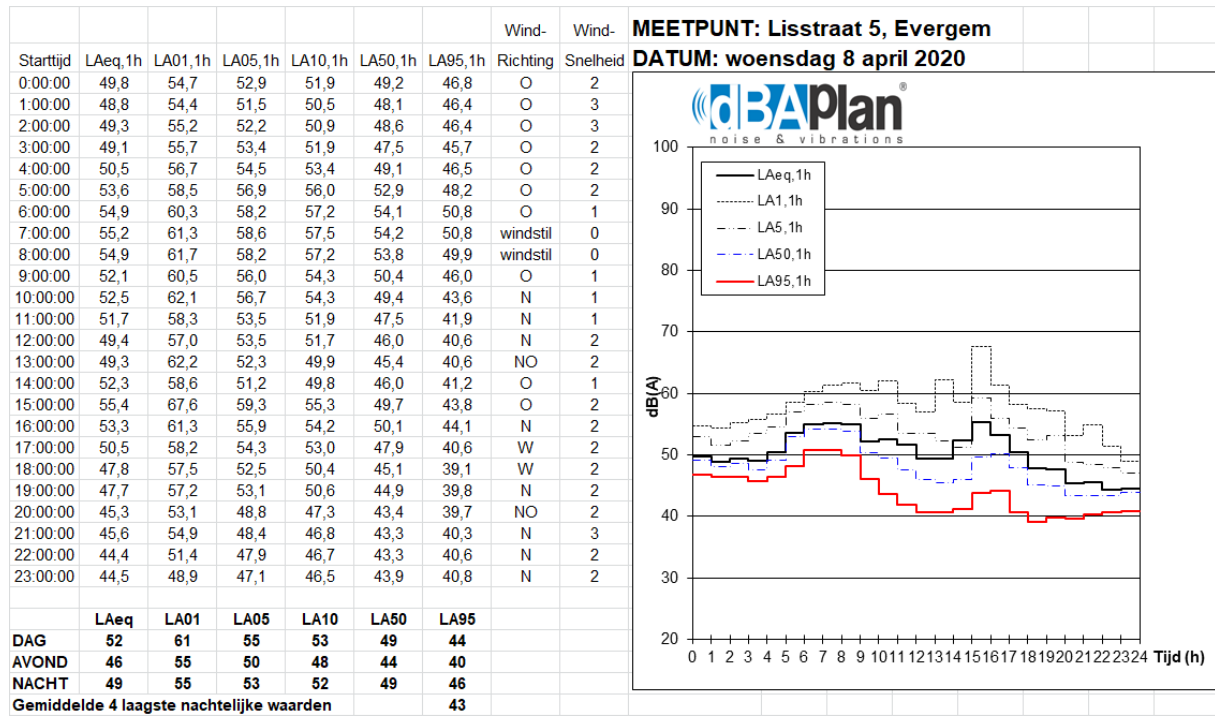 Wind- Wind-
Starttijd LAeq,1h LA01,1h LA05,1h LA10,1h LA50,1h LA95,1h Richting Snelheid
0:00:00 49,8 54,7 52,9 51,9 49,2 46,8 O 2
1:00:00 48,8 54,4 51,5 50,5 48,1 46,4 O 3
2:00:00 49,3 55,2 52,2 50,9 48,6 46,4 O 3
3:00:00 49,1 55,7 53,4 51,9 47,5 45,7 O 2
4:00:00 50,5 56,7 54,5 53,4 49,1 46,5 O 2
5:00:00 53,6 58,5 56,9 56,0 52,9 48,2 O 2
6:00:00 54,9 60,3 58,2 57,2 54,1 50,8 O 1
7:00:00 55,2 61,3 58,6 57,5 54,2 50,8 windstil 0
8:00:00 54,9 61,7 58,2 57,2 53,8 49,9 windstil 0
9:00:00 52,1 60,5 56,0 54,3 50,4 46,0 O 1
10:00:00 52,5 62,1 56,7 54,3 49,4 43,6 N 1
11:00:00 51,7 58,3 53,5 51,9 47,5 41,9 N 1
12:00:00 49,4 57,0 53,5 51,7 46,0 40,6 N 2
13:00:00 49,3 62,2 52,3 49,9 45,4 40,6 NO 2
14:00:00 52,3 58,6 51,2 49,8 46,0 41,2 O 1
15:00:00 55,4 67,6 59,3 55,3 49,7 43,8 O 2
16:00:00 53,3 61,3 55,9 54,2 50,1 44,1 N 2
17:00:00 50,5 58,2 54,3 53,0 47,9 40,6 W 2
18:00:00 47,8 57,5 52,5 50,4 45,1 39,1 W 2
19:00:00 47,7 57,2 53,1 50,6 44,9 39,8 N 2
20:00:00 45,3 53,1 48,8 47,3 43,4 39,7 NO 2
21:00:00 45,6 54,9 48,4 46,8 43,3 40,3 N 3
22:00:00 44,4 51,4 47,9 46,7 43,3 40,6 N 2
23:00:00 44,5 48,9 47,1 46,5 43,9 40,8 N 2
LAeq LA01 LA05 LA10 LA50 LA95
DAG 52 61 55 53 49 44
AVOND 46 55 50 48 44 40
NACHT 49 55 53 52 49 46
Gemiddelde 4 laagste nachtelijke waarden 43
MEETPUNT: Lisstraat 5, Evergem
DATUM: woensdag 8 april 2020
dBAPlan®
noise & vibrations
LAeq,1h
LA1,1h
LA5,1h
LA50,1h
LA95,1h
100
90
80
70
60
50
40
30
20
dB(A)
0 1 2 3 4 5 6 7 8 9 10 11 12 13 14 15 16 17 18 19 20 21 22 23 24 Tijd (h)